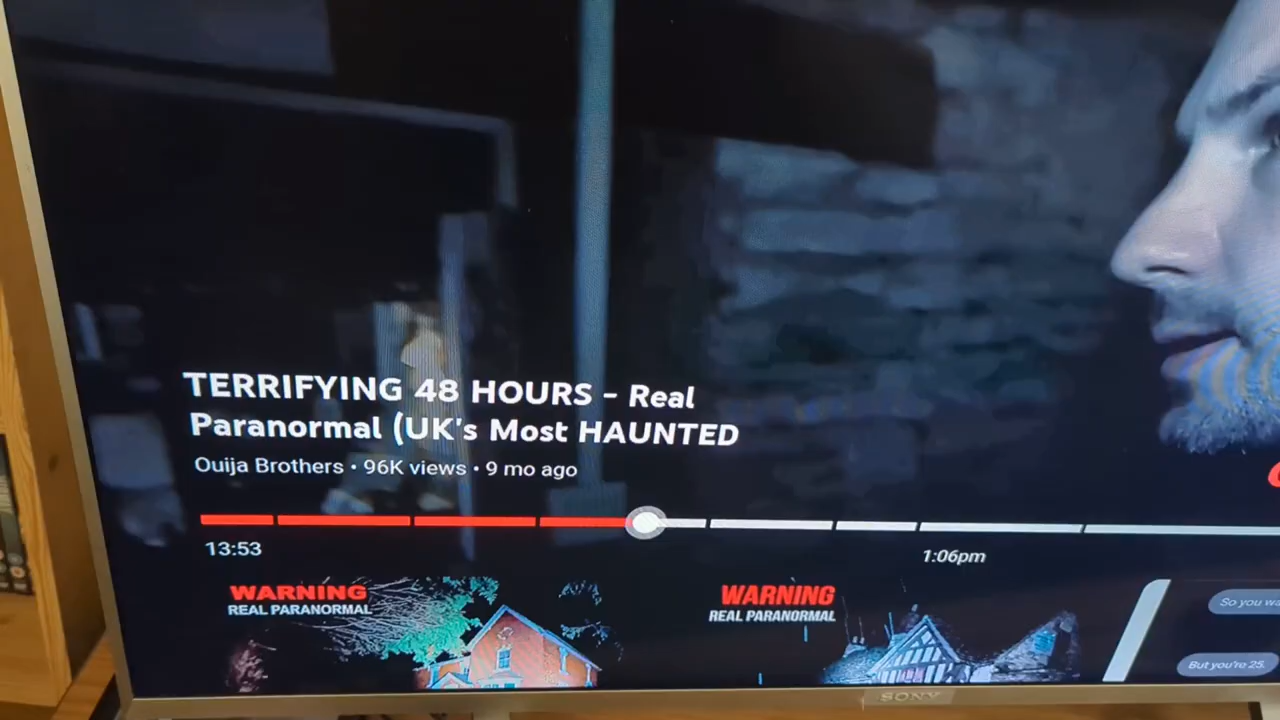 TERRIFYING 48 HOURS - Real
Paranormal (UK's Most HAUNTED
Ouija Brothers • 96K views • 9 mo ago
13:53
1:06pm
WARNING
REAL PARANORMAL
WARNING
REAL PARANORMAL
So you
But you're 25.
SONY